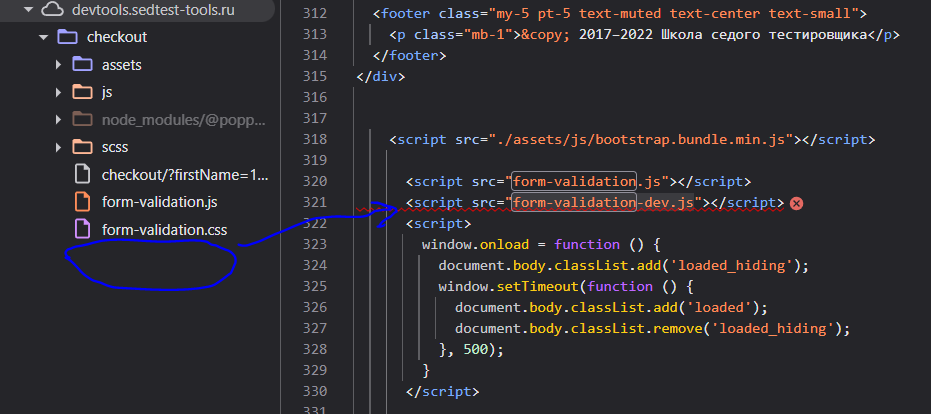 devtools.sedtest-tools.ru
checkout
assets
js
node_modules/@popp...
scss
checkout/?firstName=1...
form-validation.js
form-validation.css
312 <footer class="my-5 pt-5 text-muted text-center text-small">
313 <p class="mb-1">&copy; 2017–2022 Школа седого тестировщика</p>
314 </footer>
315 </div>
316
317
318 <script src="./assets/js/bootstrap.bundle.min.js"></script>
319
320 <script src="form-validation.js"></script>
321 <script src="form-validation-dev.js"></script>
322 <script>
323 window.onload = function () {
324 document.body.classList.add('loaded_hiding');
325 window.setTimeout(function () {
326 document.body.classList.add('loaded');
327 document.body.classList.remove('loaded_hiding');
328 }, 500);
329 }
330 </script>
331